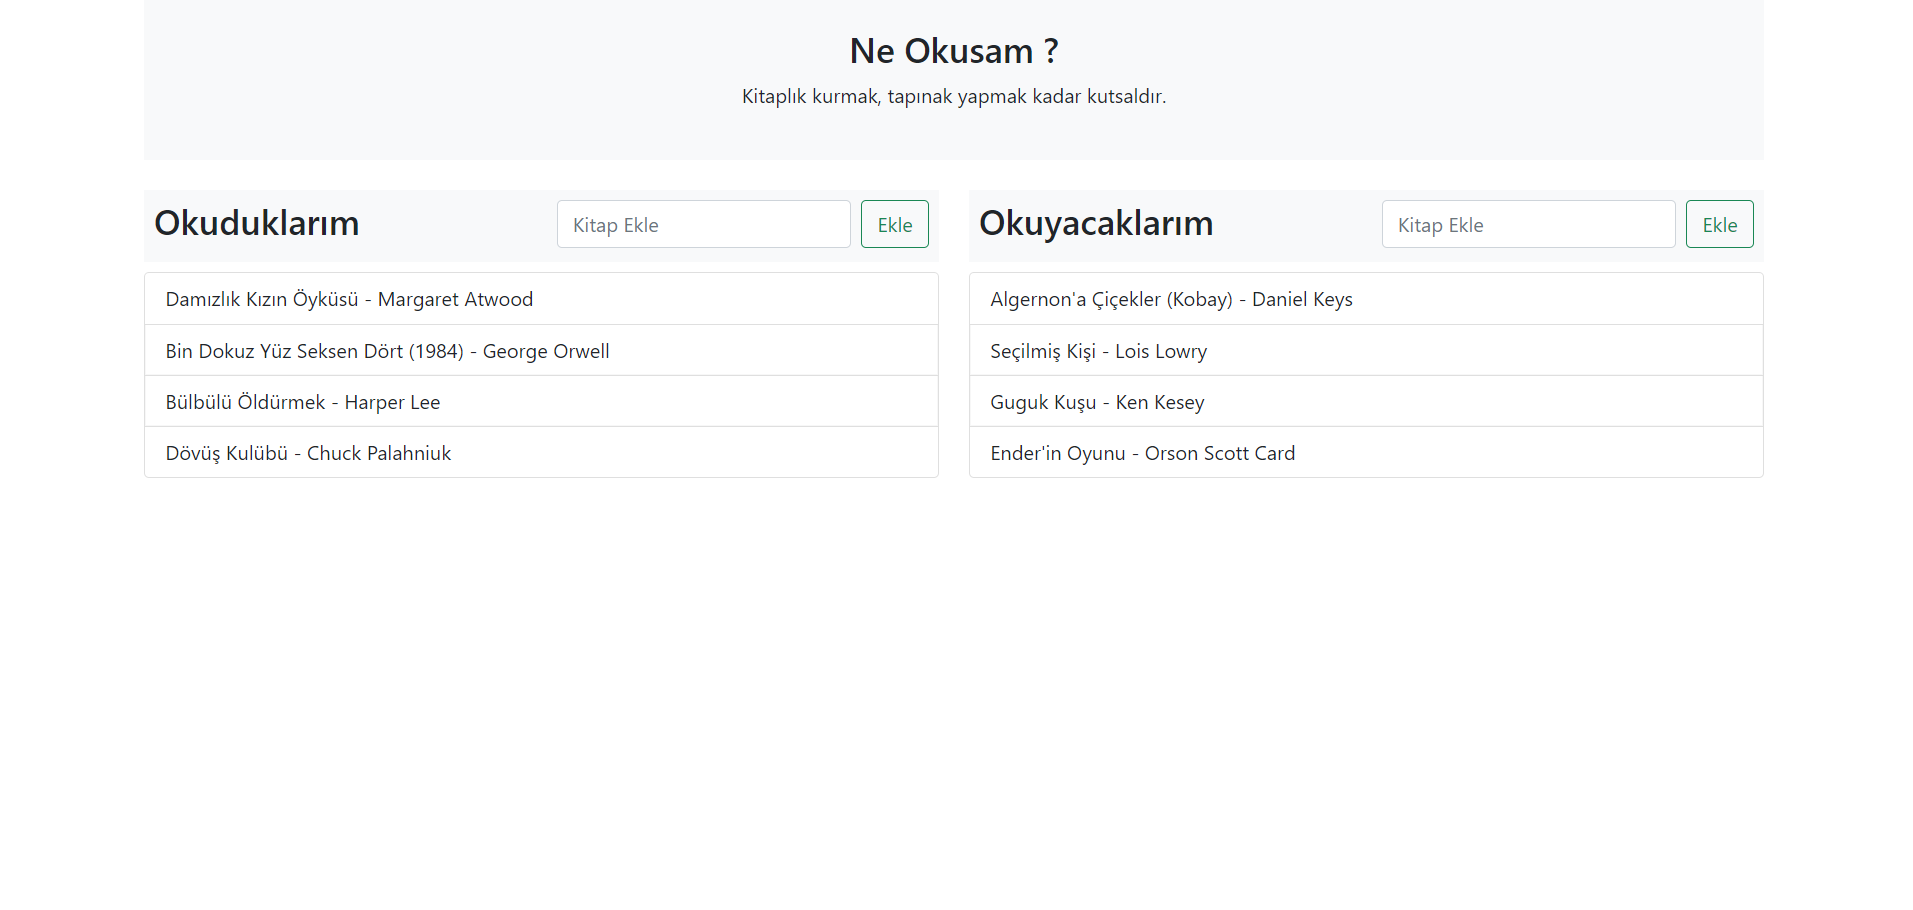 Ne Okusam ?
Kitaplık kurmak, tapınak yapmak kadar kutsaldır.
Okuduklarım
Kitap Ekle
Ekle
Damızlık Kızın Öyküsü - Margaret Atwood
Bin Dokuz Yüz Seksen Dört (1984) - George Orwell
Bülbülü Öldürmek - Harper Lee
Dövüş Kulübü - Chuck Palahniuk
Okuyacaklarım
Kitap Ekle
Ekle
Algernon'a Çiçekler (Kobay) - Daniel Keys
Seçilmiş Kişi - Lois Lowry
Guguk Kuşu - Ken Kesey
Ender'in Oyunu - Orson Scott Card